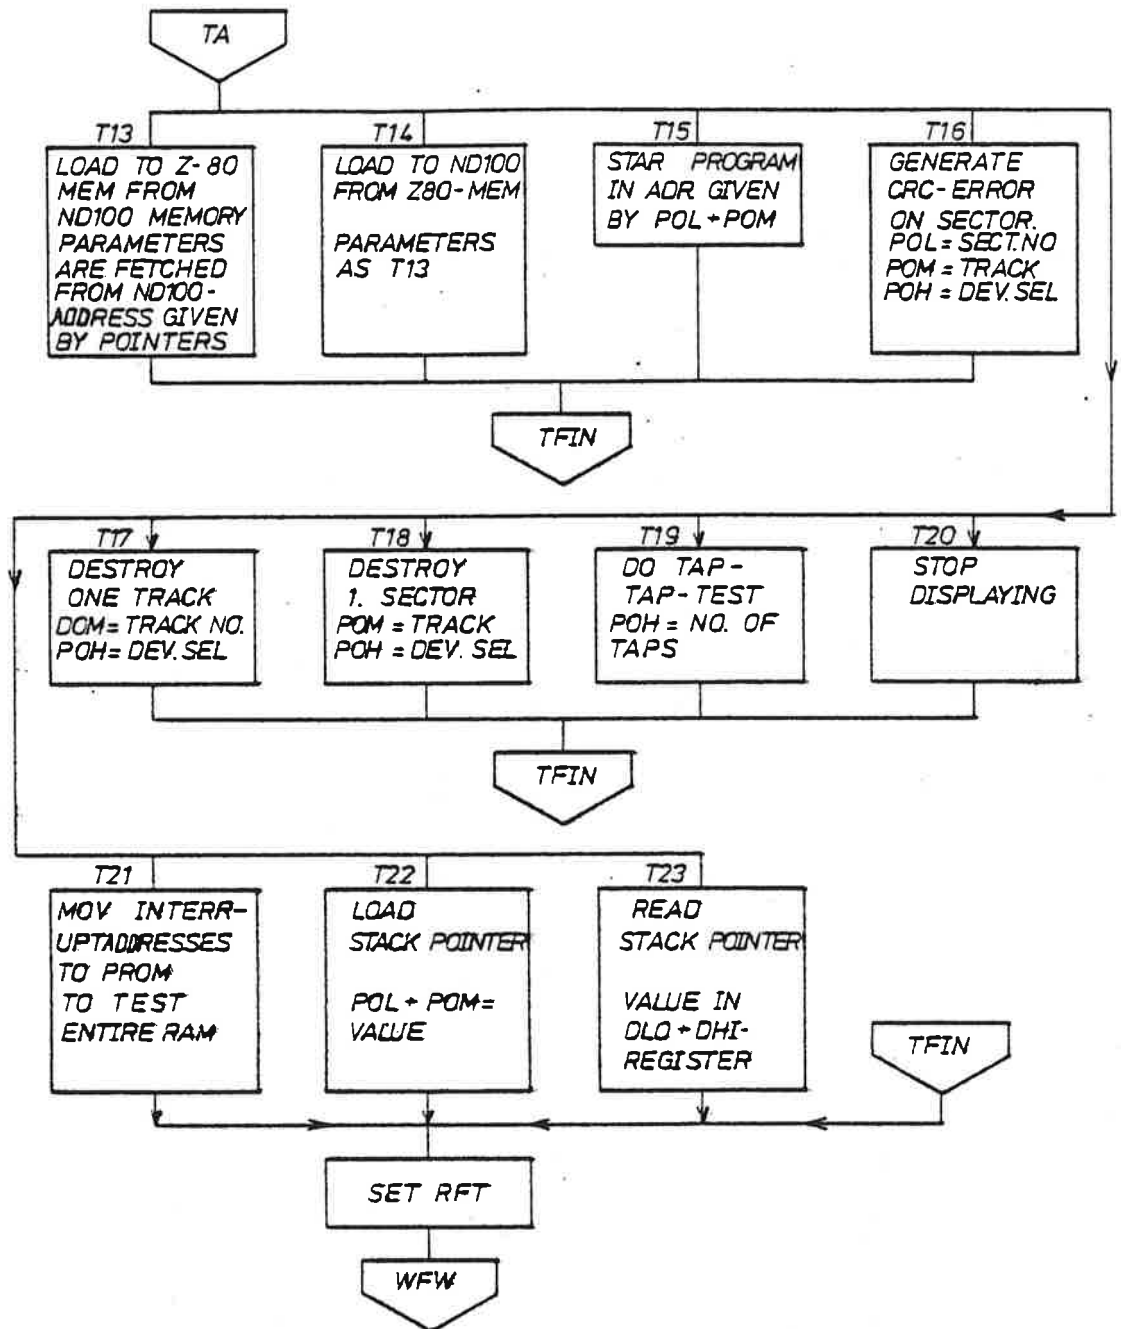 TA
T13
LOAD TO Z-80
MEM FROM
ND100 MEMORY
PARAMETERS
ARE FETCHED
FROM ND100-
ADDRESS GIVEN
BY POINTERS
T14
LOAD TO ND100
FROM Z80-MEM
PARAMETERS
AS T13
T15
STAR PROGRAM
IN ADR GIVEN
BY POL+POM
T16
GENERATE
CRC-ERROR
ON SECTOR.
POL=SECT.NO
POM=TRACK
POH=DEV.SEL
TFIN
T17
DESTROY
ONE TRACK
DOM=TRACK NO.
POH=DEV.SEL
T18
DESTROY
1. SECTOR
POM=TRACK
POH=DEV. SEL
T19
DO TAP-
TAP-TEST
POH=NO. OF
TAPS
T20
STOP
DISPLAYING
TFIN
T21
MOV INTERR-
UPTADDRESSES
TO PROM
TO TEST
ENTIRE RAM
T22
LOAD
STACK POINTER
POL+POM=
VALUE
T23
READ
STACK POINTER
VALUE IN
DLO+DHI-
REGISTER
TFIN
SET RFT
WFW